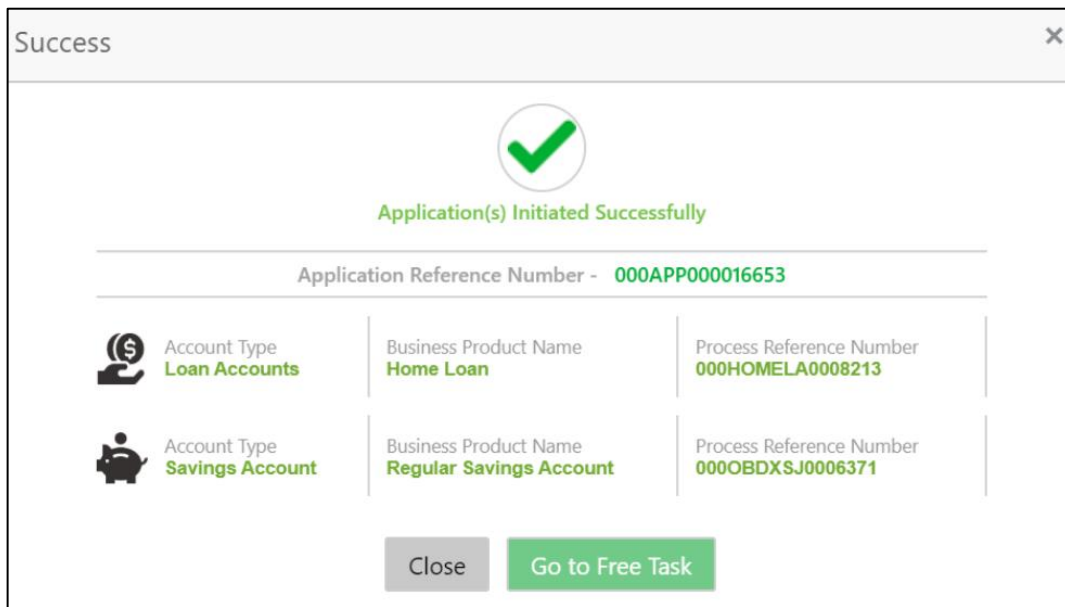 Success
Application(s) Initiated Successfully
Application Reference Number - 000APP000016653
Account Type Business Product Name Process Reference Number
Loan Accounts Home Loan 000HOMELA0008213
Account Type Business Product Name Process Reference Number
Savings Account Regular Savings Account 000OBDXSJ0006371
Close Go to Free Task